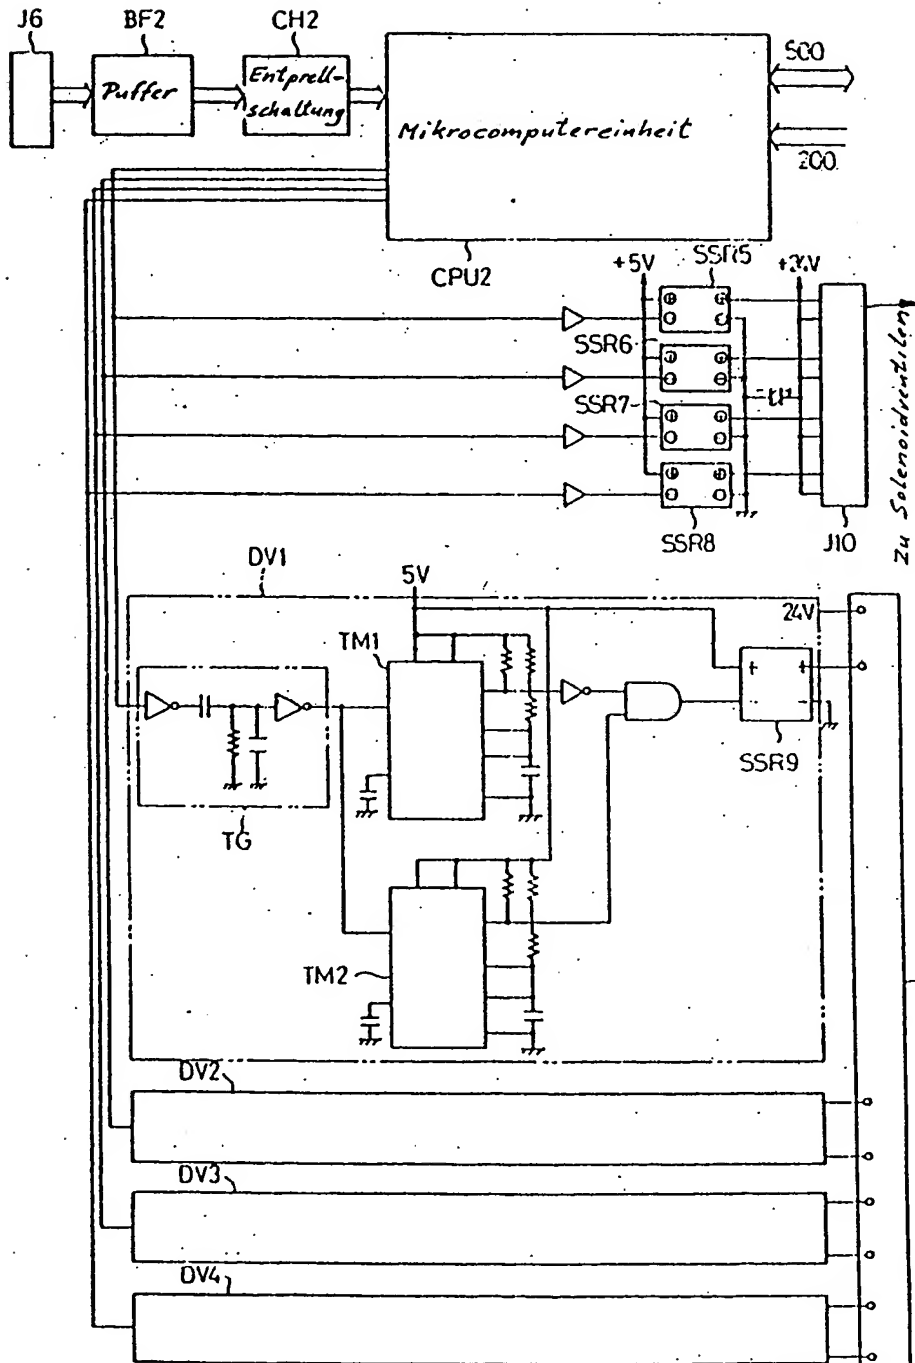 J6
BF2
CH2
Puffer
Entprell-
schaltung
Mikrocomputereinheit
500
200
CPU2
+5V
SSR5
+24V
SSR6
SSR7
SSR8
J10
Zu Solenoidventilen
DV1
5V
24V
TM1
SSR9
TG
TM2
DV2
DV3
DV4